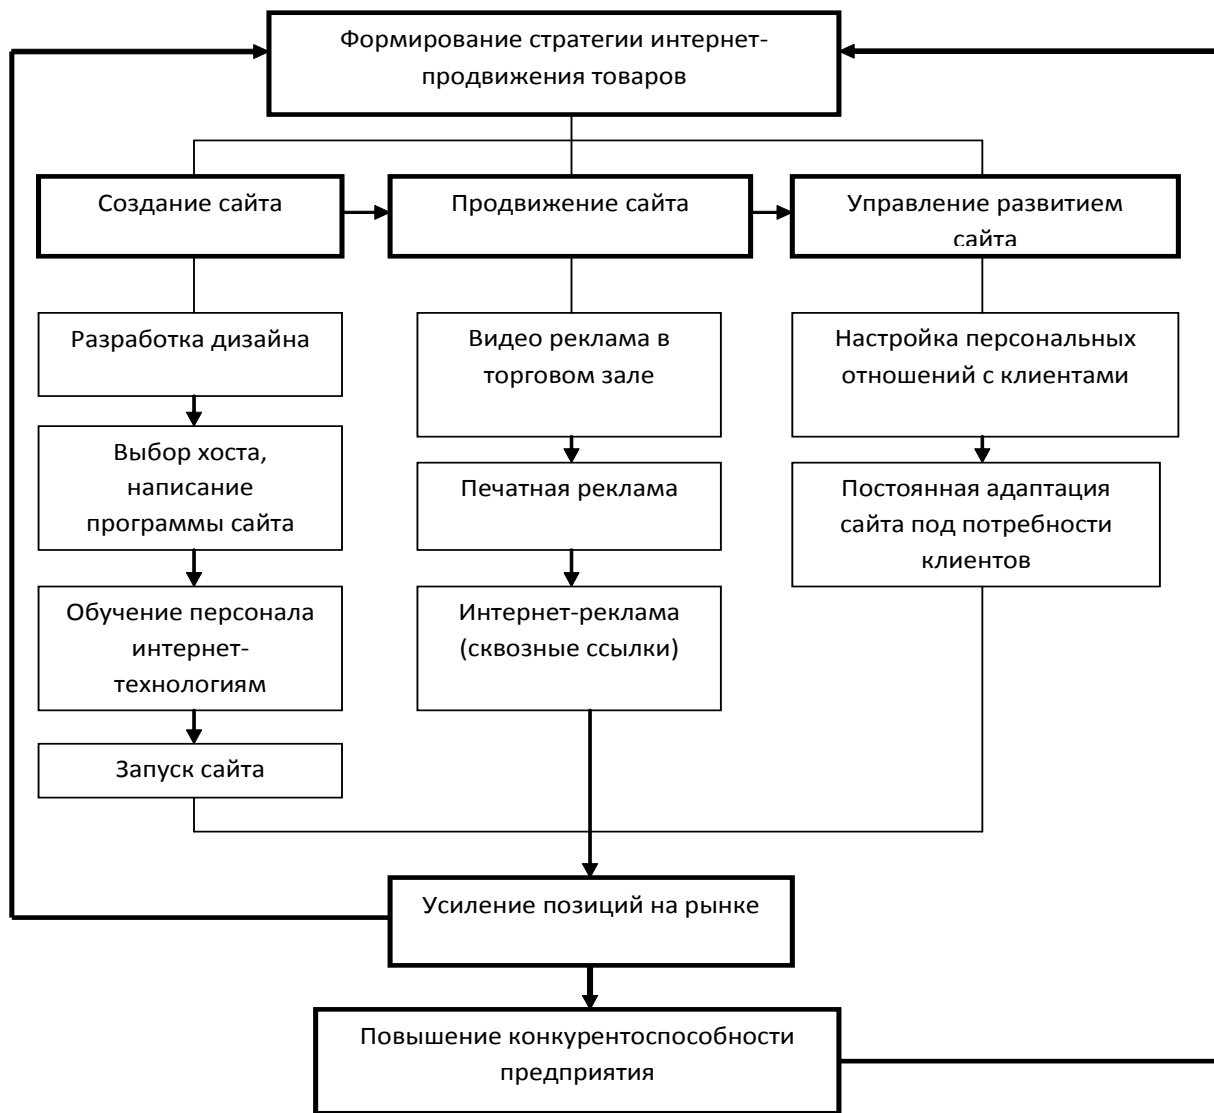 Формирование стратегии интернет-
продвижения товаров
Создание сайта
Продвижение сайта
Управление развитием
сайта
Разработка дизайна
Выбор хоста,
написание
программы сайта
Обучение персонала
интернет-
технологиям
Запуск сайта
Видео реклама в
торговом зале
Печатная реклама
Интернет-реклама
(сквозные ссылки)
Настройка персональных
отношений с клиентами
Постоянная адаптация
сайта под потребности
клиентов
Усиление позиций на рынке
Повышение конкурентоспособности
предприятия